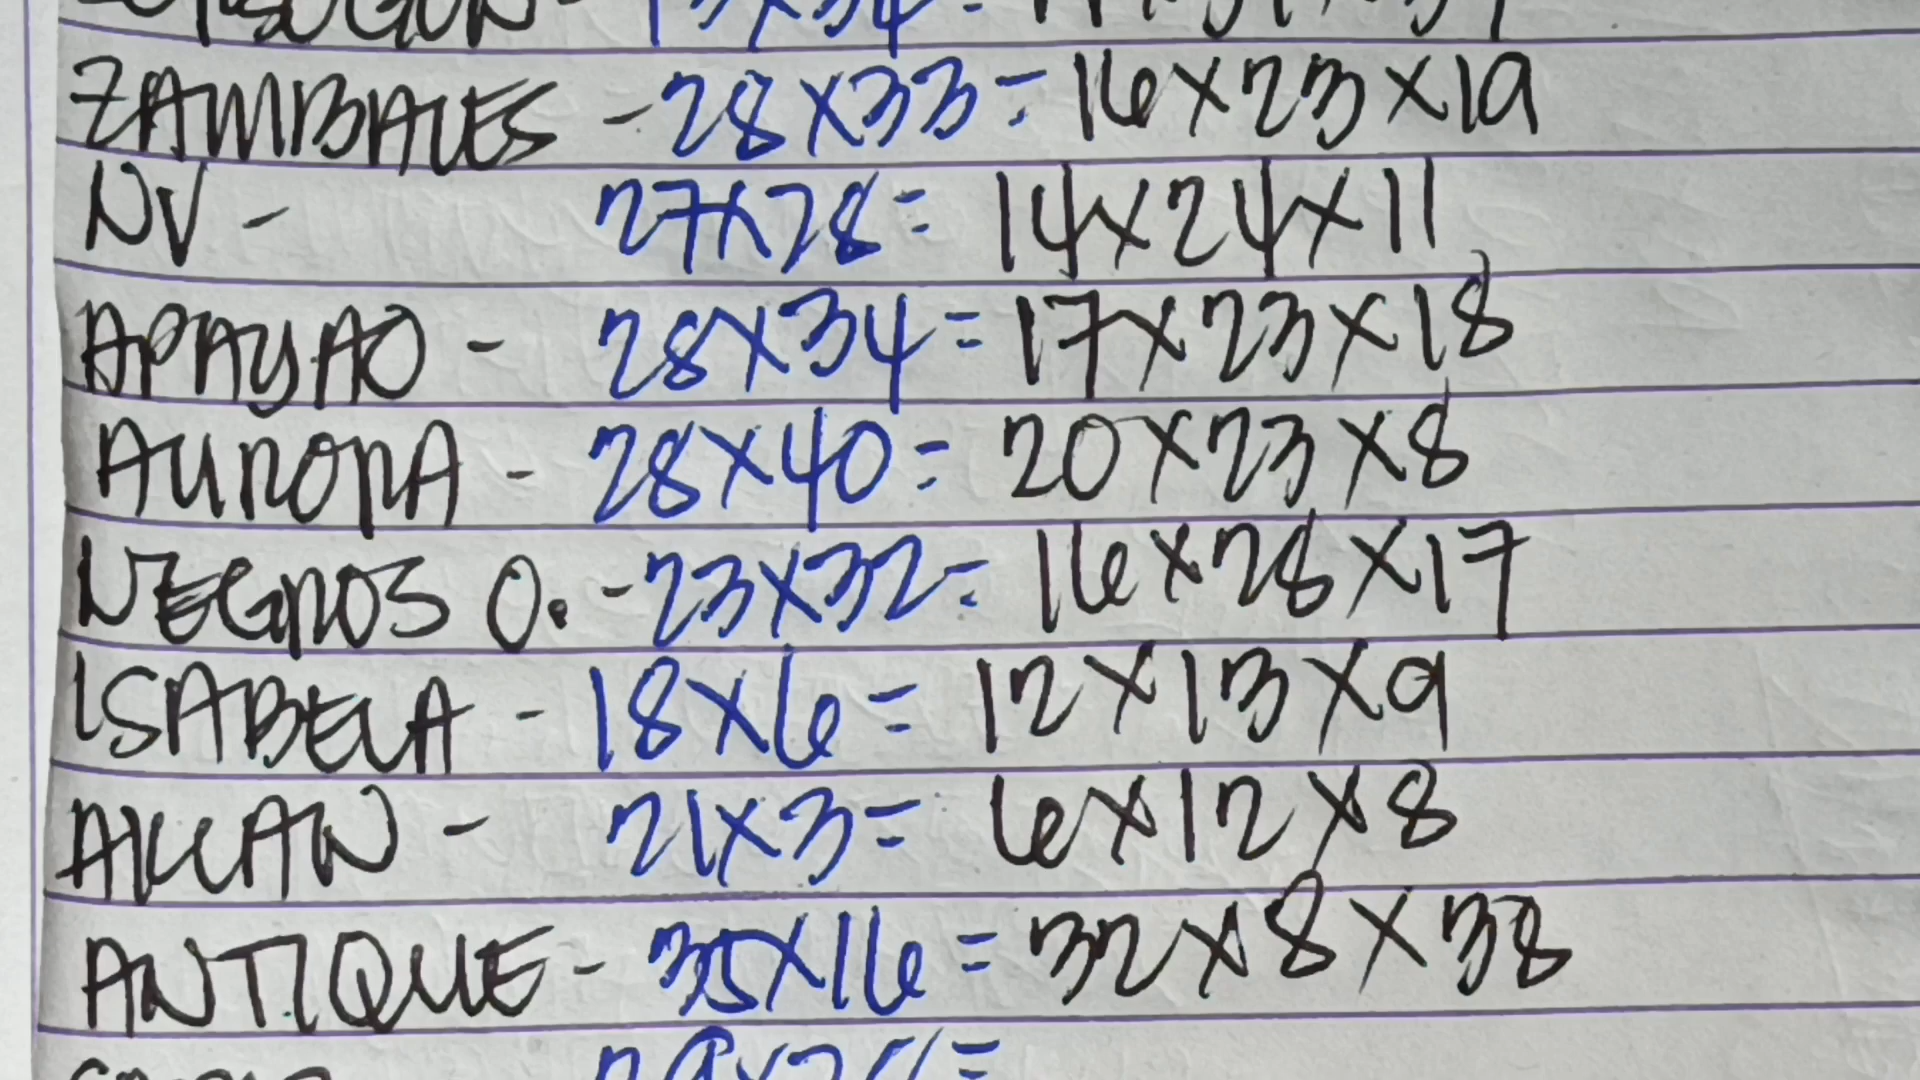 ZAMBALES - 28X33= 16X23X19
NV - 27X28= 14X24X11
APAYAO - 28X34= 17X23X18
AURORA - 28X40= 20X23X8
NEGROS O. - 23X32= 16X28X17
ISABELA - 18X6= 12X13X9
AKLAN - 21X3= 6X12X8
ANTIQUE - 35X16= 32X8X38